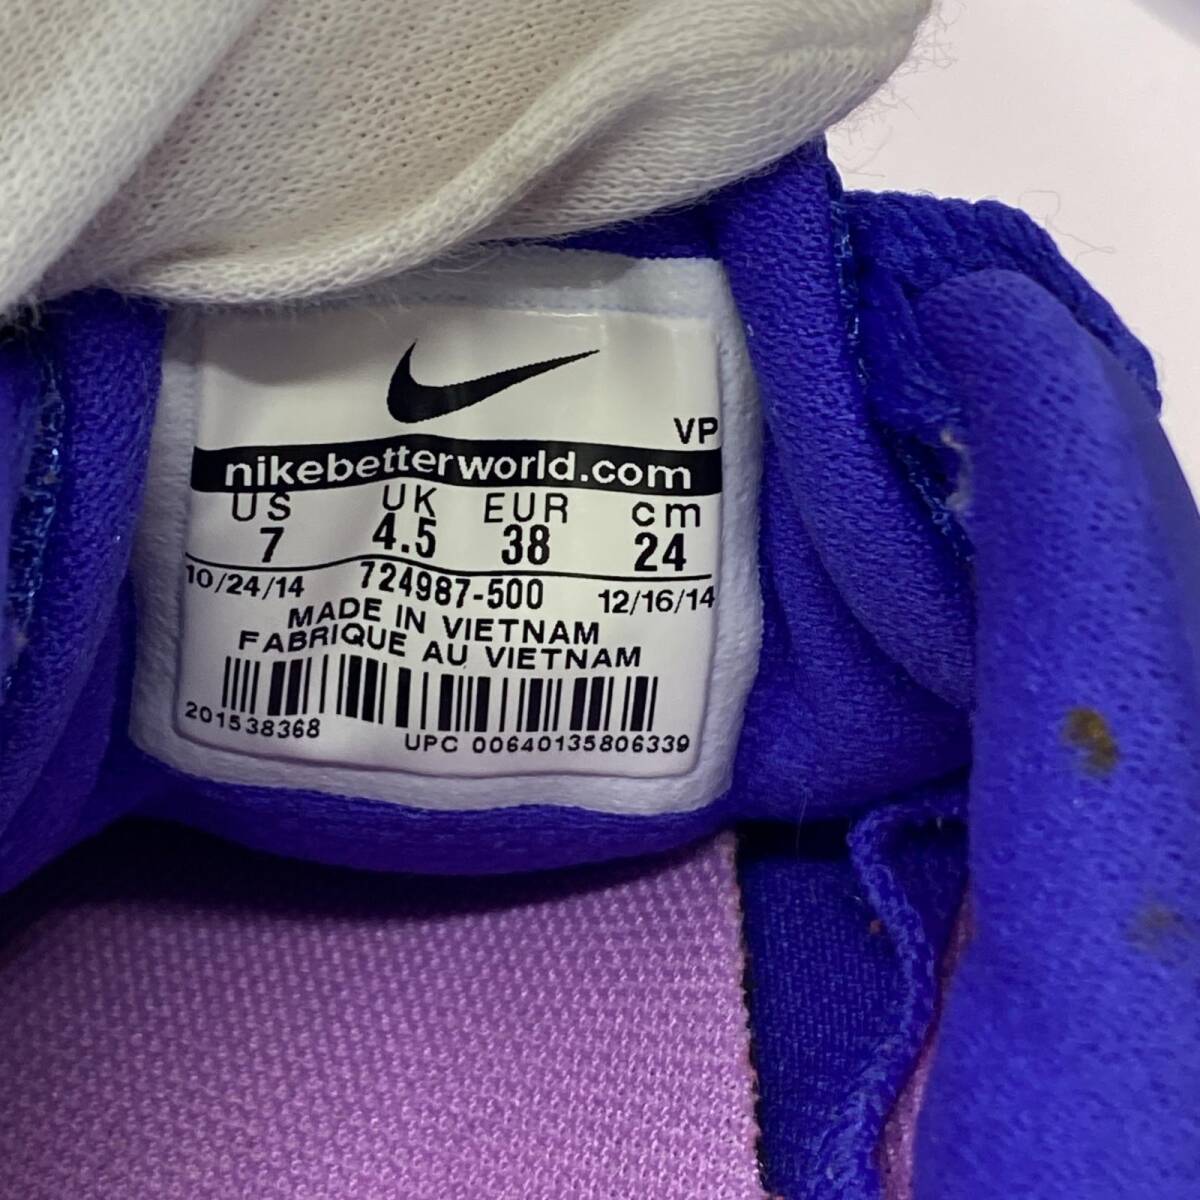 VP
nikebetterworld.com
US UK EUR cm
7 4.5 38 24
10/24/14 724987-500 12/16/14
MADE IN VIETNAM
FABRIQUE AU VIETNAM
201538368
UPC 00640135806339